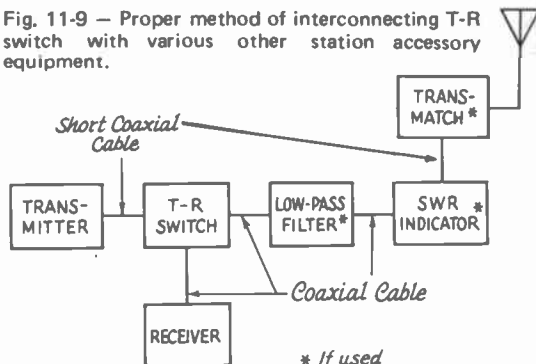 Fig. 11-9 — Proper method of interconnecting T-R
switch with various other station accessory
equipment.
TRANS-
MATCH*
Short Coaxial
Cable
TRANS-
MITTER
T-R
SWITCH
LOW-PASS
FILTER*
SWR
INDICATOR*
Coaxial Cable
RECEIVER
* If used